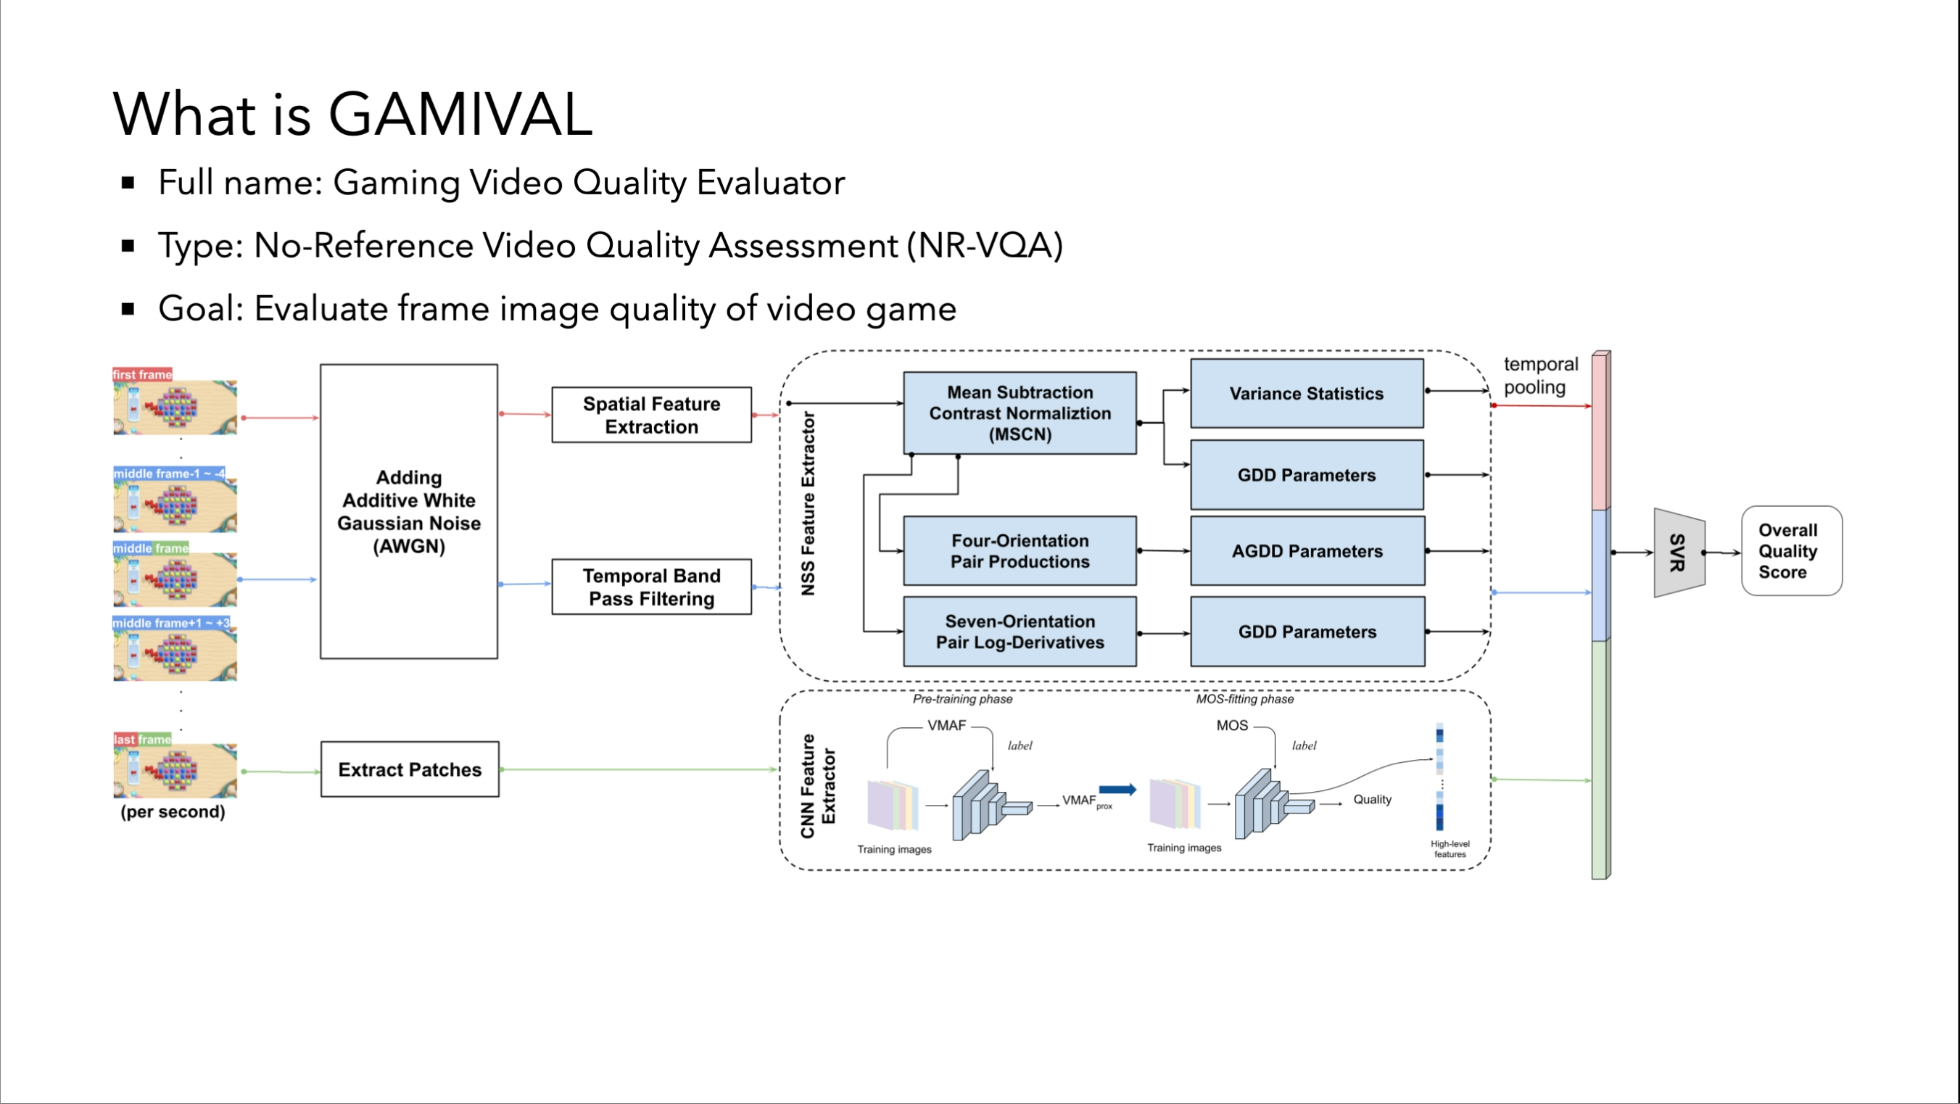 What is GAMIVAL
Full name: Gaming Video Quality Evaluator
Type: No-Reference Video Quality Assessment (NR-VQA)
Goal: Evaluate frame image quality of video game
first frame
middle frame-1 ~ -4
middle frame
middle frame+1 ~ +3
last frame
(per second)
Adding
Additive White
Gaussian Noise
(AWGN)
Extract Patches
Spatial Feature
Extraction
Temporal Band
Pass Filtering
NSS Feature Extractor
Mean Subtraction
Contrast Normaliztion
(MSCN)
Variance Statistics
GDD Parameters
Four-Orientation
Pair Productions
AGDD Parameters
Seven-Orientation
Pair Log-Derivatives
GDD Parameters
CNN Feature
Extractor
Pre-training phase
VMAF
label
VMAFprox
Training images
MOS-fitting phase
MOS
label
Quality
Training images
High-level
features
temporal
pooling
SVR
Overall
Quality
Score